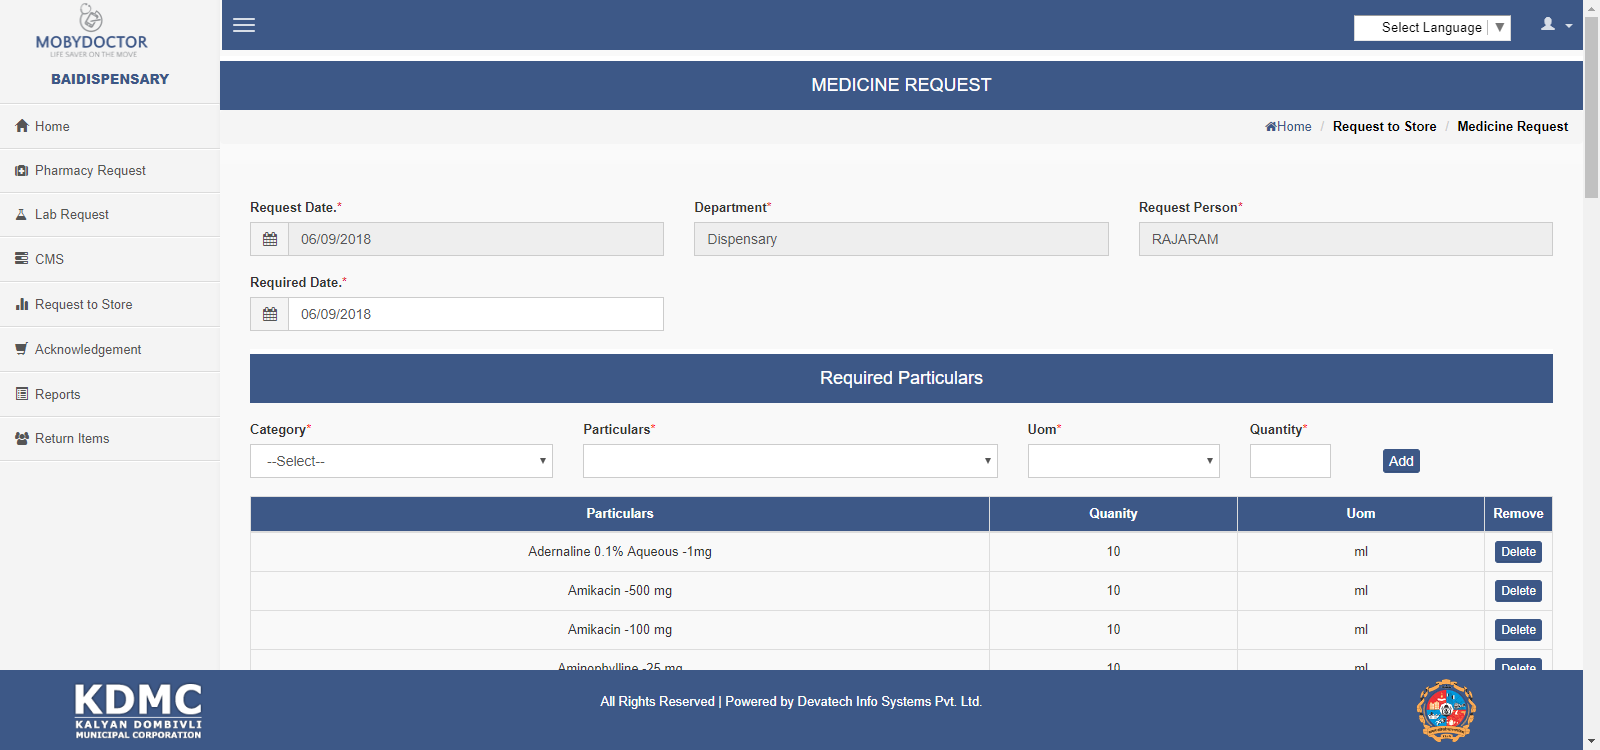 MOBYDOCTOR
LIFE SAVER ON THE MOVE
BAIDISPENSARY
Home
Pharmacy Request
Lab Request
CMS
Request to Store
Acknowledgement
Reports
Return Items
Select Language
MEDICINE REQUEST
Home / Request to Store / Medicine Request
Request Date.* Department* Request Person*
06/09/2018 Dispensary RAJARAM
Required Date.*
06/09/2018
Required Particulars
Category* Particulars* Uom* Quantity*
--Select-- Add
Particulars Quanity Uom Remove
Adernaline 0.1% Aqueous -1mg 10 ml Delete
Amikacin -500 mg 10 ml Delete
Amikacin -100 mg 10 ml Delete
Aminophylline -25 mg 10 ml Delete
KDMC
KALYAN DOMBIVLI
MUNICIPAL CORPORATION
All Rights Reserved | Powered by Devatech Info Systems Pvt. Ltd.